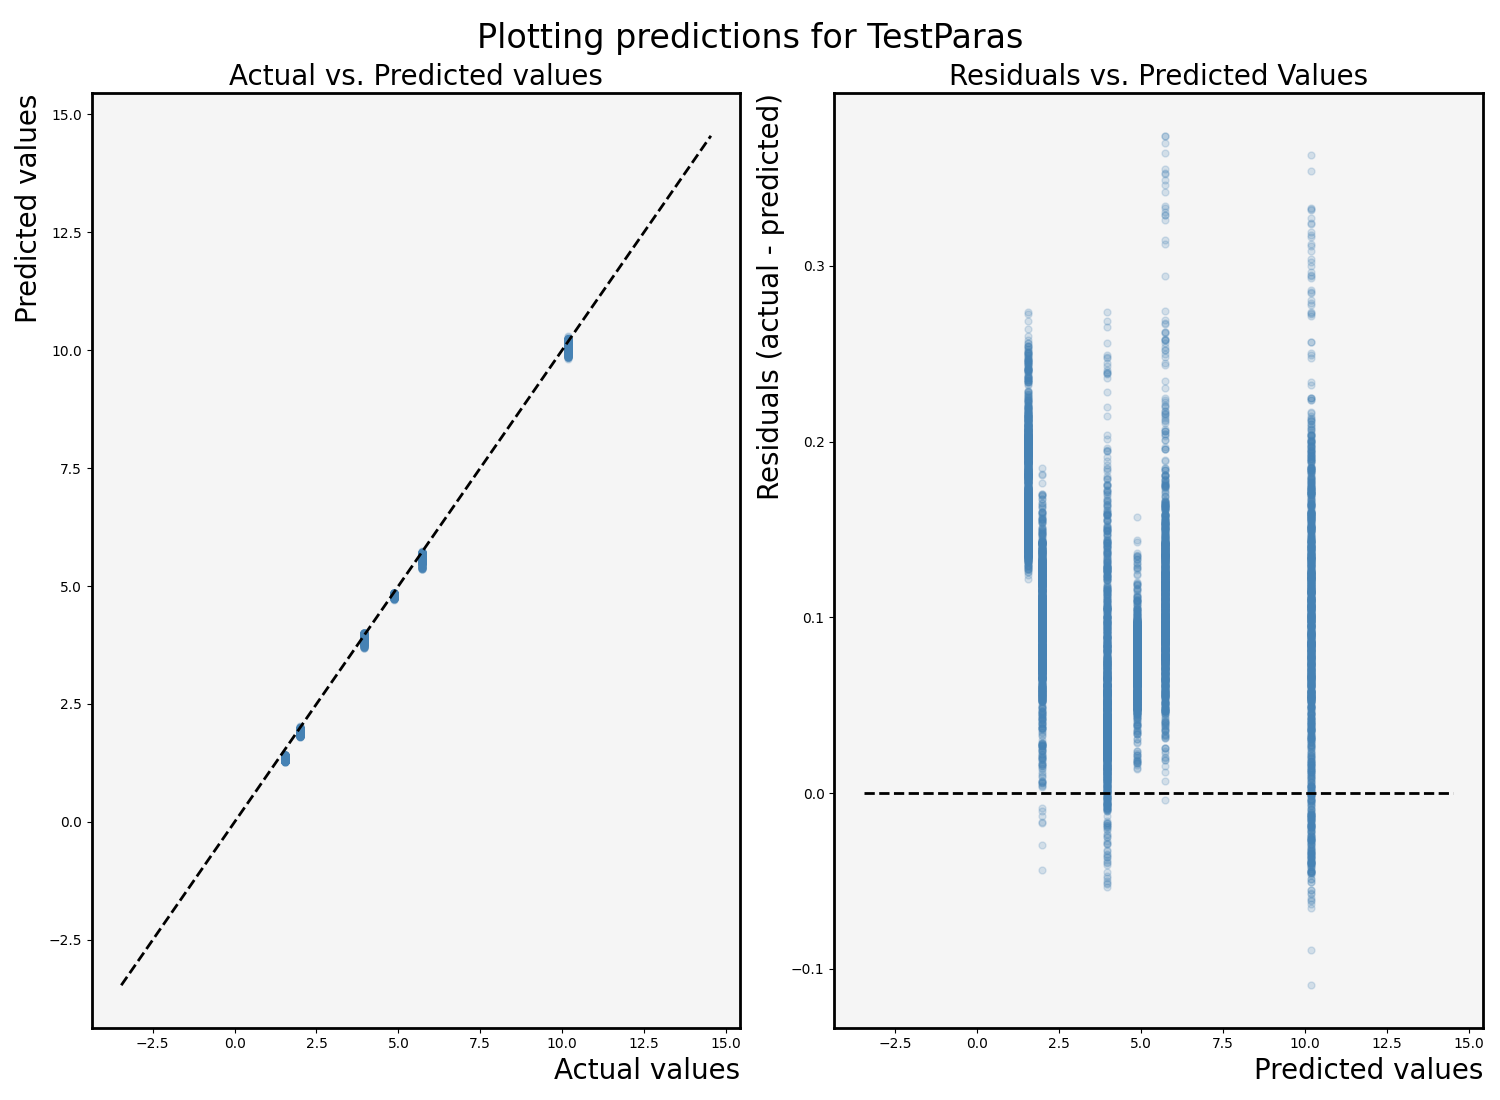 Plotting predictions for TestParas
Actual vs. Predicted values
Predicted values
15.0
12.5
10.0
7.5
5.0
2.5
0.0
−2.5
−2.5 0.0 2.5 5.0 7.5 10.0 12.5 15.0
Actual values
Residuals vs. Predicted Values
Residuals (actual - predicted)
0.3
0.2
0.1
0.0
−0.1
−2.5 0.0 2.5 5.0 7.5 10.0 12.5 15.0
Predicted values